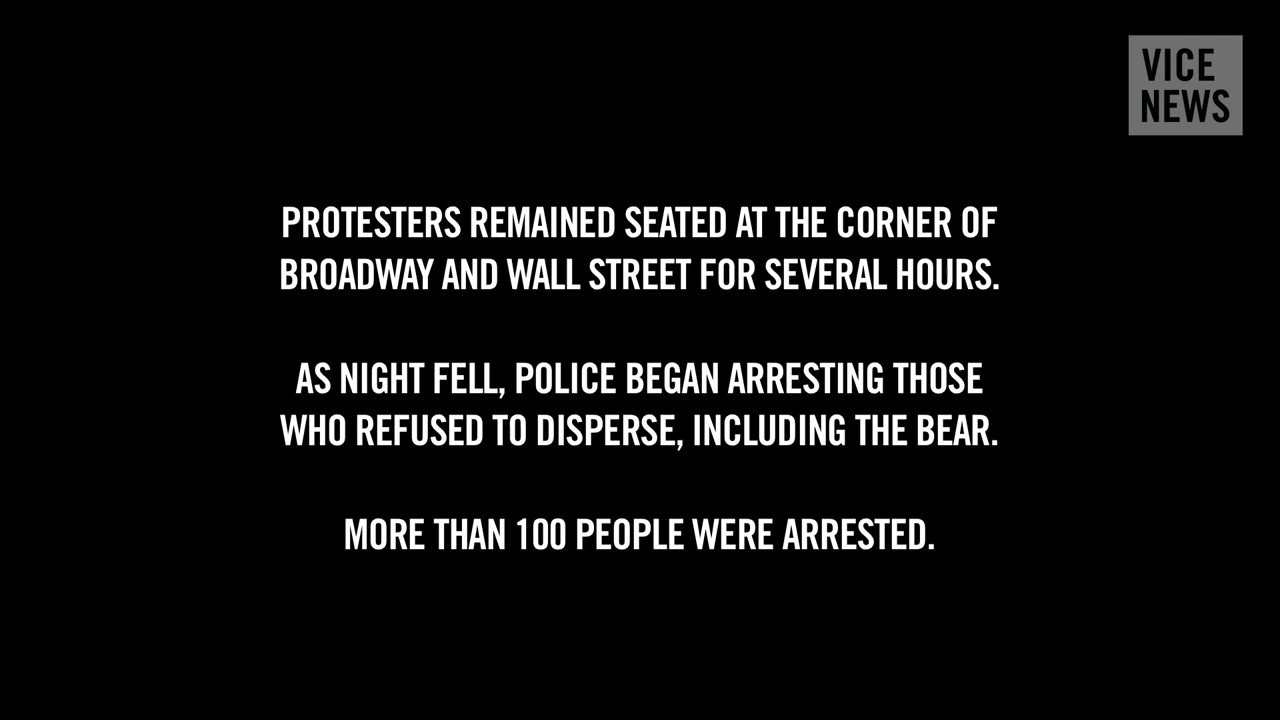 VICE
NEWS
PROTESTERS REMAINED SEATED AT THE CORNER OF
BROADWAY AND WALL STREET FOR SEVERAL HOURS.
AS NIGHT FELL, POLICE BEGAN ARRESTING THOSE
WHO REFUSED TO DISPERSE, INCLUDING THE BEAR.
MORE THAN 100 PEOPLE WERE ARRESTED.